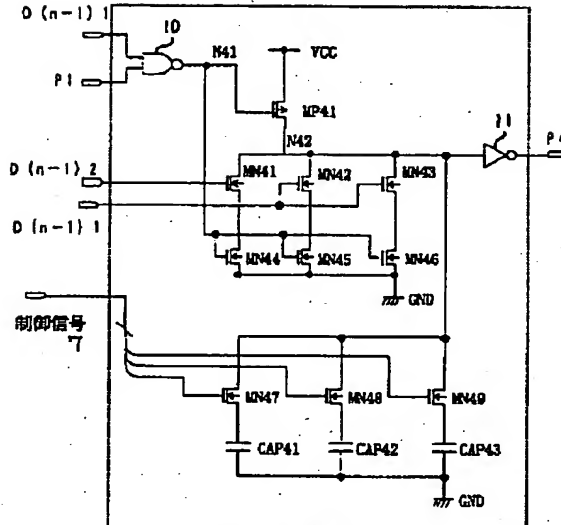 D (n-1) 1
10
N41
VCC
P1
MP41
11
N42
P4
D (n-1) 2
MN41
MN42
MN43
D (n-1) 1
MN44
MN45
MN46
GND
制御信号
7
MN47
MN48
MN49
CAP41
CAP42
CAP43
GND